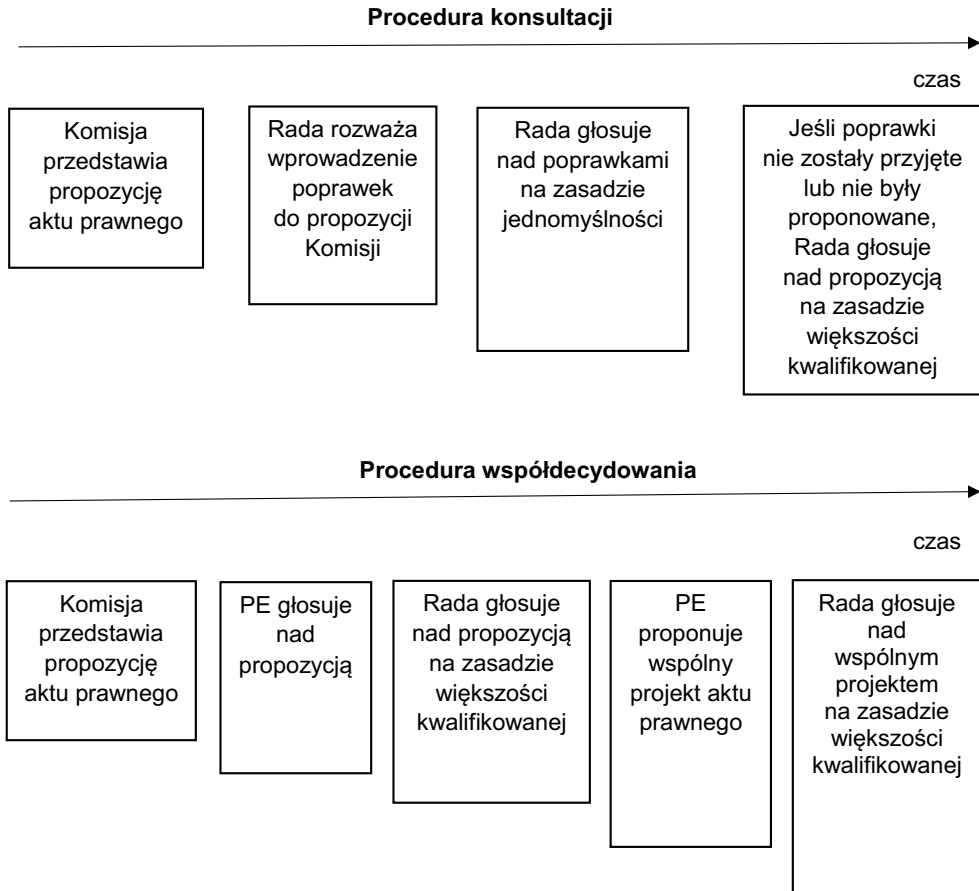 Procedura konsultacji
czas
Komisja
przedstawia
propozycję
aktu prawnego
Rada rozważa
wprowadzenie
poprawek
do propozycji
Komisji
Rada głosuje
nad poprawkami
na zasadzie
jednomyślności
Jeśli poprawki
nie zostały przyjęte
lub nie były
proponowane,
Rada głosuje
nad propozycją
na zasadzie
większości
kwalifikowanej
Procedura współdecydowania
czas
Komisja
przedstawia
propozycję
aktu prawnego
PE głosuje
nad
propozycją
Rada głosuje
nad propozycją
na zasadzie
większości
kwalifikowanej
PE
proponuje
wspólny
projekt aktu
prawnego
Rada głosuje
nad
wspólnym
projektem
na zasadzie
większości
kwalifikowanej